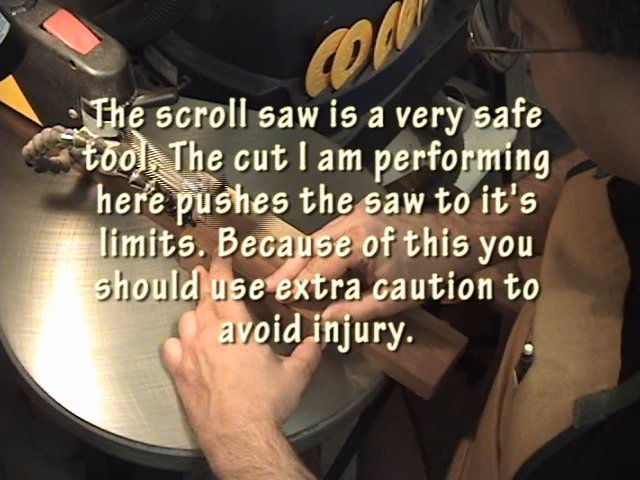 The scroll saw is a very safe
tool. The cut I am performing
here pushes the saw to it's
limits. Because of this you
should use extra caution to
avoid injury.